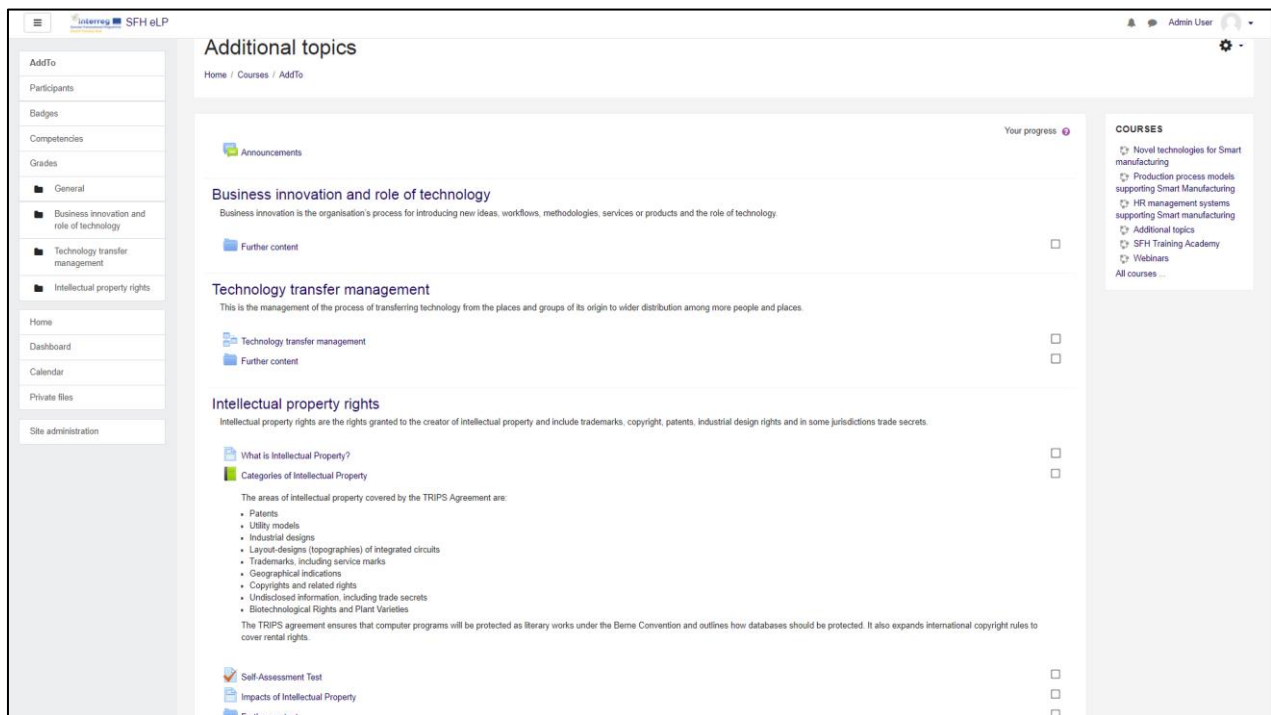 interreg SFH eLP
Admin User
AddTo
Participants
Badges
Competencies
Grades
General
Business innovation and
role of technology
Technology transfer
management
Intellectual property rights
Home
Dashboard
Calendar
Private files
Site administration
Additional topics
Home / Courses / AddTo
Your progress
Announcements
Business innovation and role of technology
Business innovation is the organisation's process for introducing new ideas, workflows, methodologies, services or products and the role of technology.
Further content
Technology transfer management
This is the management of the process of transferring technology from the places and groups of its origin to wider distribution among more people and places.
Technology transfer management
Further content
Intellectual property rights
Intellectual property rights are the rights granted to the creator of intellectual property and include trademarks, copyright, patents, industrial design rights and in some jurisdictions trade secrets.
What is Intellectual Property?
Categories of Intellectual Property
The areas of intellectual property covered by the TRIPS Agreement are:
• Patents
• Utility models
• Industrial designs
• Layout-designs (topographies) of integrated circuits
• Trademarks, including service marks
• Geographical indications
• Copyrights and related rights
• Undisclosed information, including trade secrets
• Biotechnological Rights and Plant Varieties
The TRIPS agreement ensures that computer programs will be protected as literary works under the Berne Convention and outlines how databases should be protected. It also expands international copyright rules to
cover rental rights.
Self-Assessment Test
Impacts of Intellectual Property
COURSES
Novel technologies for Smart
manufacturing
Production process models
supporting Smart Manufacturing
HR management systems
supporting Smart manufacturing
Additional topics
SFH Training Academy
Webinars
All courses ...